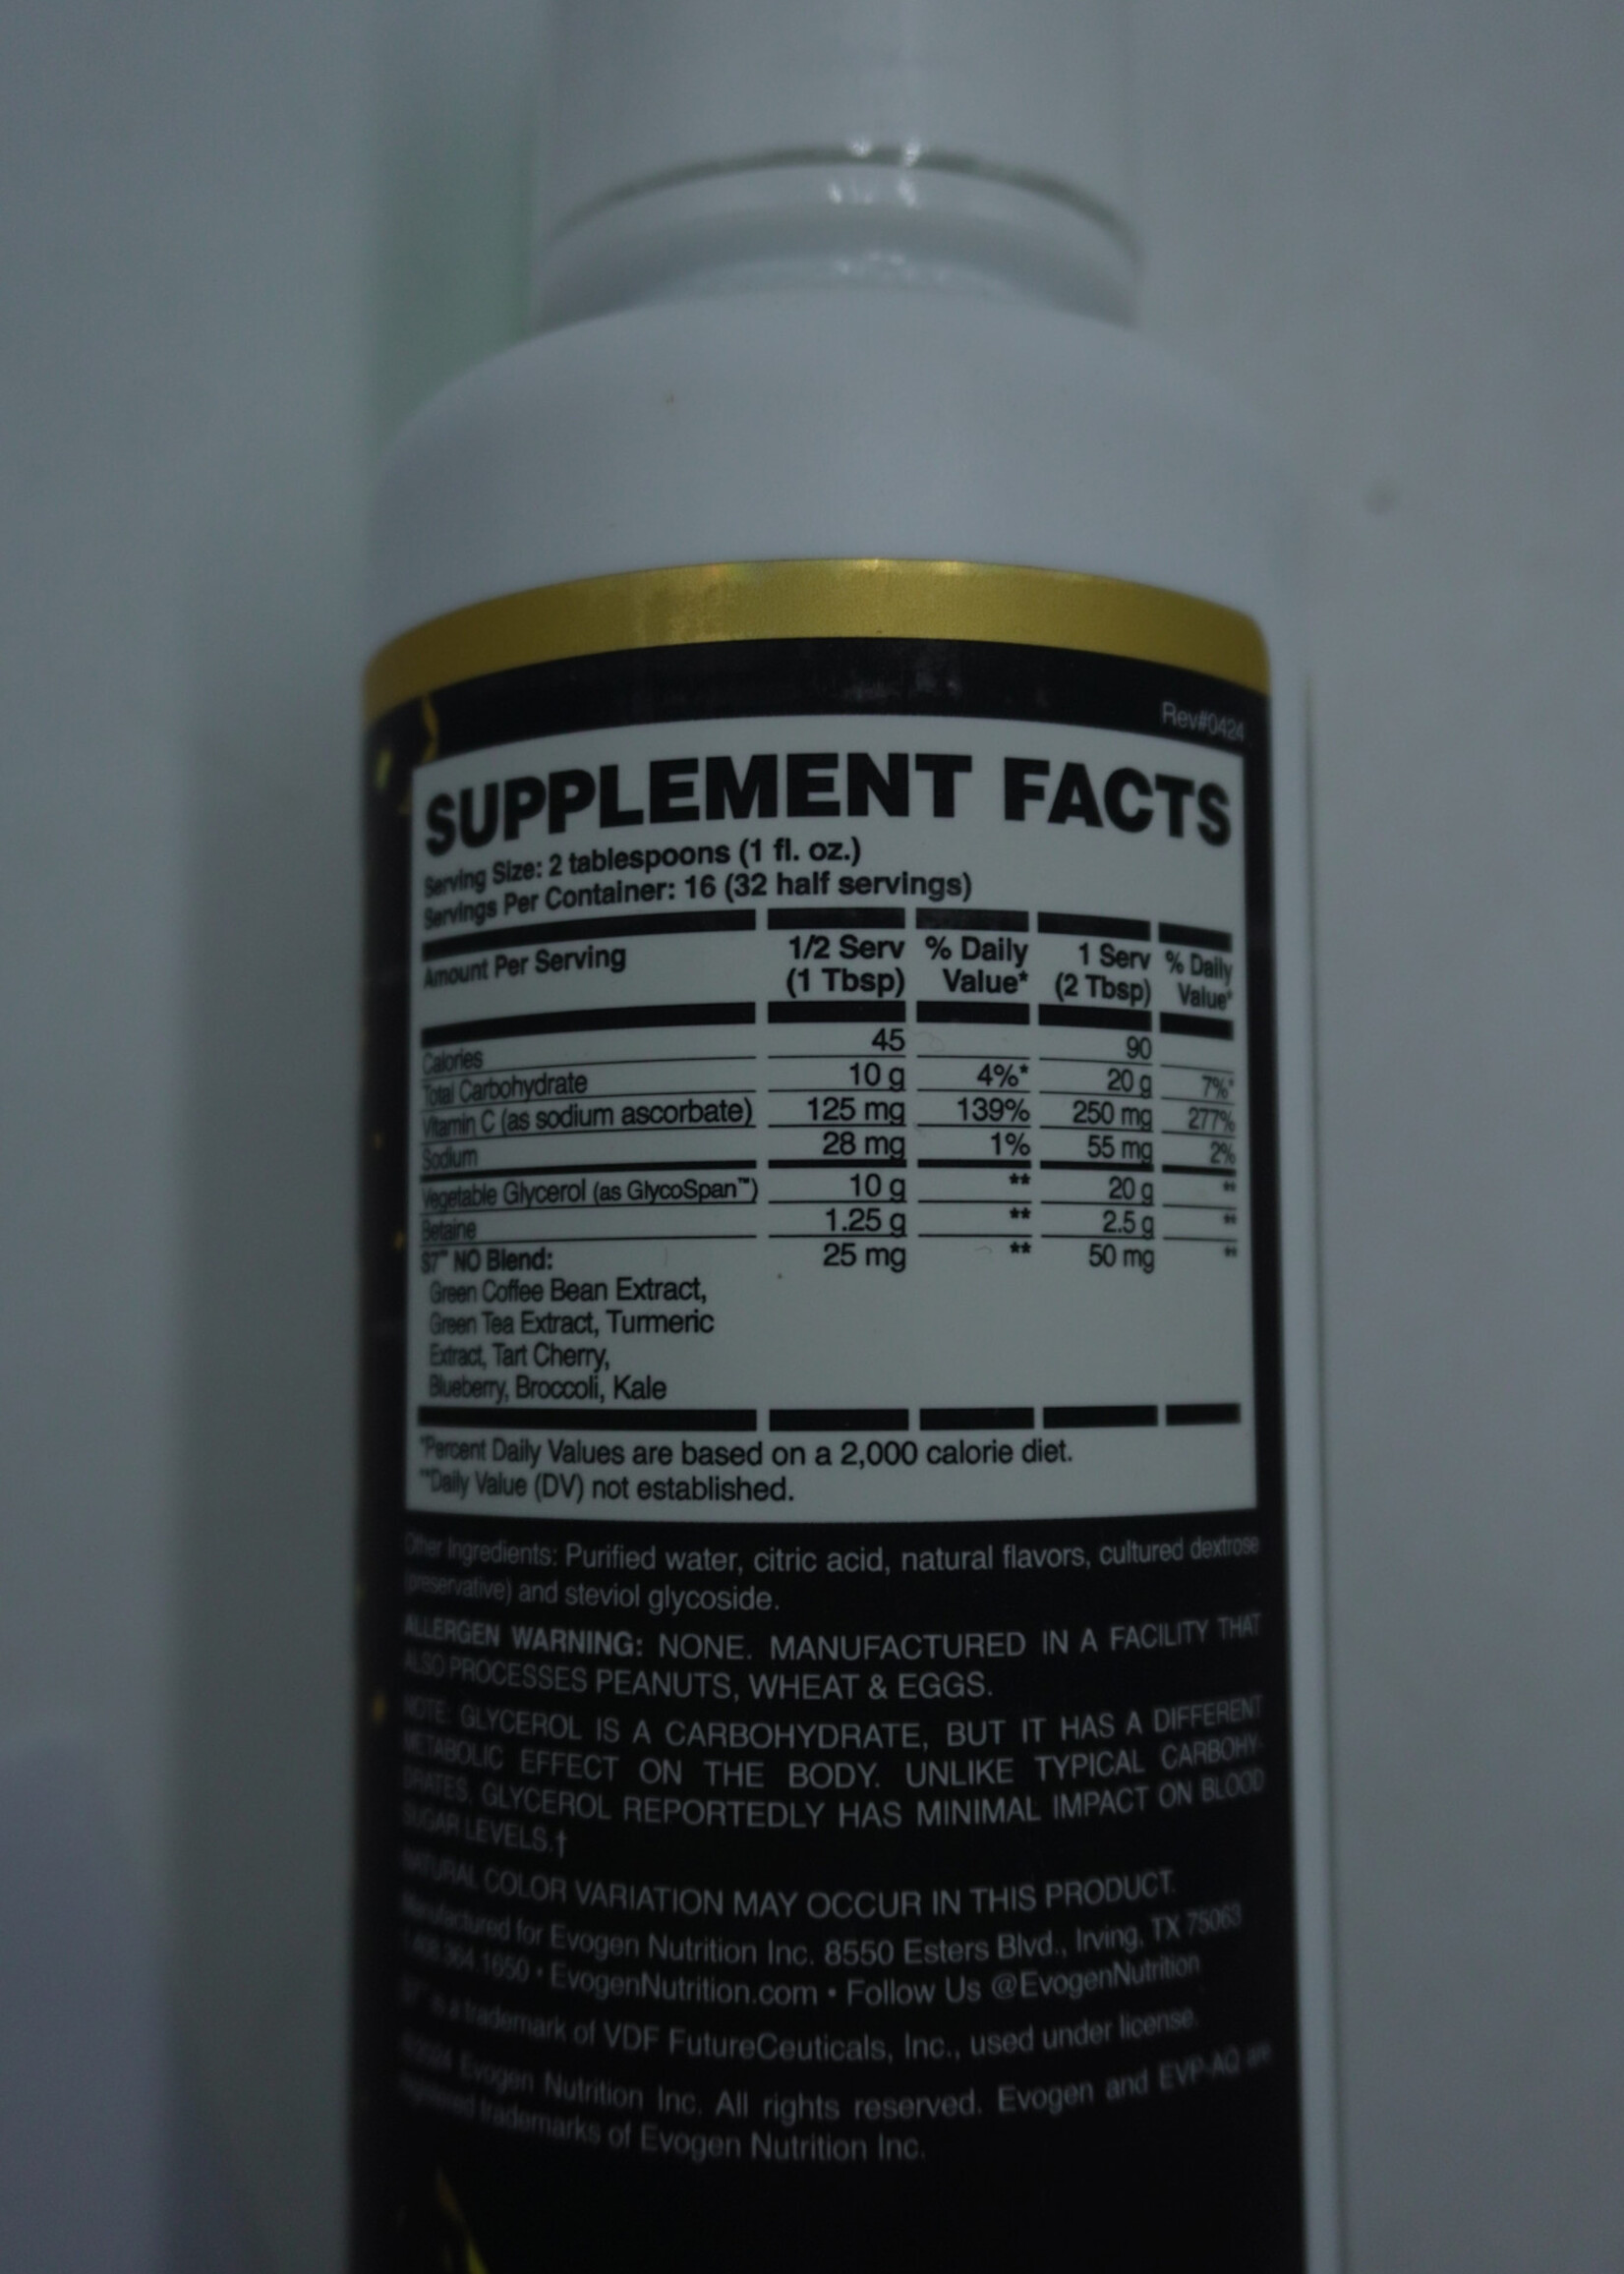 Rev#0424
SUPPLEMENT FACTS
Serving Size: 2 tablespoons (1 fl. oz.)
Servings Per Container: 16 (32 half servings)
Amount Per Serving 1/2 Serv (1 Tbsp) % Daily Value* 1 Serv (2 Tbsp) % Daily Value*
Calories 45 90
Total Carbohydrate 10 g 4%* 20 g 7%*
Vitamin C (as sodium ascorbate) 125 mg 139% 250 mg 277%
Sodium 28 mg 1% 55 mg 2%
Vegetable Glycerol (as GlycoSpan™) 10 g ** 20 g **
Betaine 1.25 g ** 2.5 g **
S7™ NO Blend: 25 mg ** 50 mg **
Green Coffee Bean Extract,
Green Tea Extract, Turmeric
Extract, Tart Cherry,
Blueberry, Broccoli, Kale
*Percent Daily Values are based on a 2,000 calorie diet.
**Daily Value (DV) not established.
Other Ingredients: Purified water, citric acid, natural flavors, cultured dextrose
(preservative) and steviol glycoside.
ALLERGEN WARNING: NONE. MANUFACTURED IN A FACILITY THAT
ALSO PROCESSES PEANUTS, WHEAT & EGGS.
NOTE: GLYCEROL IS A CARBOHYDRATE, BUT IT HAS A DIFFERENT
METABOLIC EFFECT ON THE BODY. UNLIKE TYPICAL CARBOHY-
DRATES, GLYCEROL REPORTEDLY HAS MINIMAL IMPACT ON BLOOD
SUGAR LEVELS.†
NATURAL COLOR VARIATION MAY OCCUR IN THIS PRODUCT.
Manufactured for Evogen Nutrition Inc. 8550 Esters Blvd., Irving, TX 75063
1.408.364.1650 • EvogenNutrition.com • Follow Us @EvogenNutrition
S7™ is a trademark of VDF FutureCeuticals, Inc., used under license.
©2024 Evogen Nutrition Inc. All rights reserved. Evogen and EVP-AQ are
registered trademarks of Evogen Nutrition Inc.